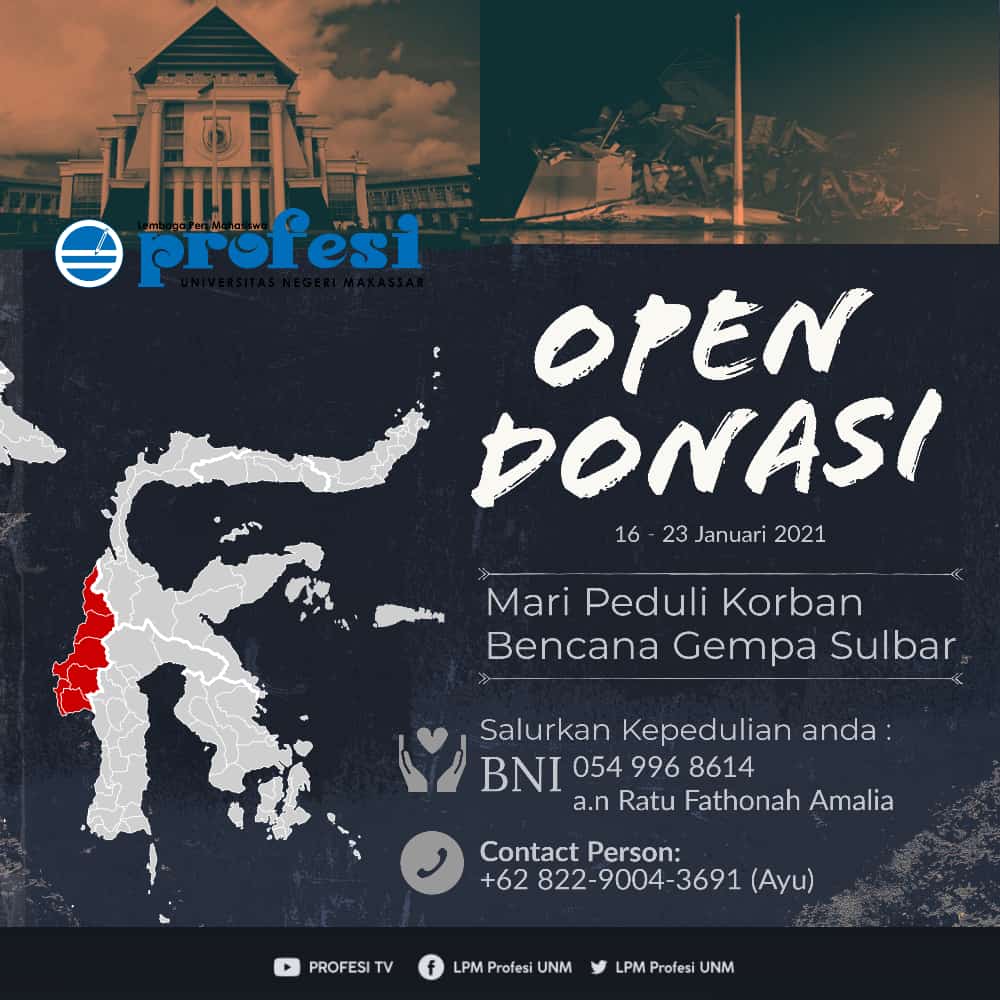 Lembaga Pers Mahasiswa
profesi
UNIVERSITAS NEGERI MAKASSAR
OPEN
DONASI
16 - 23 Januari 2021
Mari Peduli Korban
Bencana Gempa Sulbar
Salurkan Kepedulian anda :
BNI 054 996 8614
a.n Ratu Fathonah Amalia
Contact Person:
+62 822-9004-3691 (Ayu)
PROFESI TV LPM Profesi UNM LPM Profesi UNM